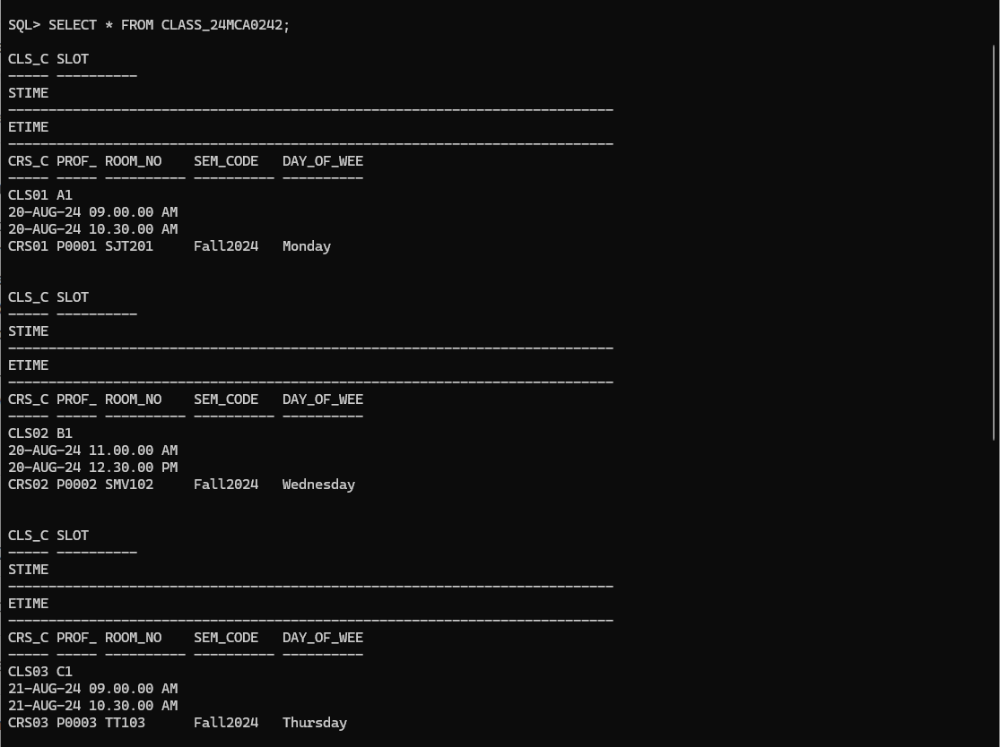 SQL> SELECT * FROM CLASS_24MCA0242;
CLS_C SLOT
----- ----------
STIME
---------------------------------------------------------------------------
ETIME
---------------------------------------------------------------------------
CRS_C PROF_ ROOM_NO    SEM_CODE   DAY_OF_WEE
----- ----- ---------- ---------- ----------
CLS01 A1
20-AUG-24 09.00.00 AM
20-AUG-24 10.30.00 AM
CRS01 P0001 SJT201     Fall2024   Monday
CLS_C SLOT
----- ----------
STIME
---------------------------------------------------------------------------
ETIME
---------------------------------------------------------------------------
CRS_C PROF_ ROOM_NO    SEM_CODE   DAY_OF_WEE
----- ----- ---------- ---------- ----------
CLS02 B1
20-AUG-24 11.00.00 AM
20-AUG-24 12.30.00 PM
CRS02 P0002 SMV102     Fall2024   Wednesday
CLS_C SLOT
----- ----------
STIME
---------------------------------------------------------------------------
ETIME
---------------------------------------------------------------------------
CRS_C PROF_ ROOM_NO    SEM_CODE   DAY_OF_WEE
----- ----- ---------- ---------- ----------
CLS03 C1
21-AUG-24 09.00.00 AM
21-AUG-24 10.30.00 AM
CRS03 P0003 TT103      Fall2024   Thursday